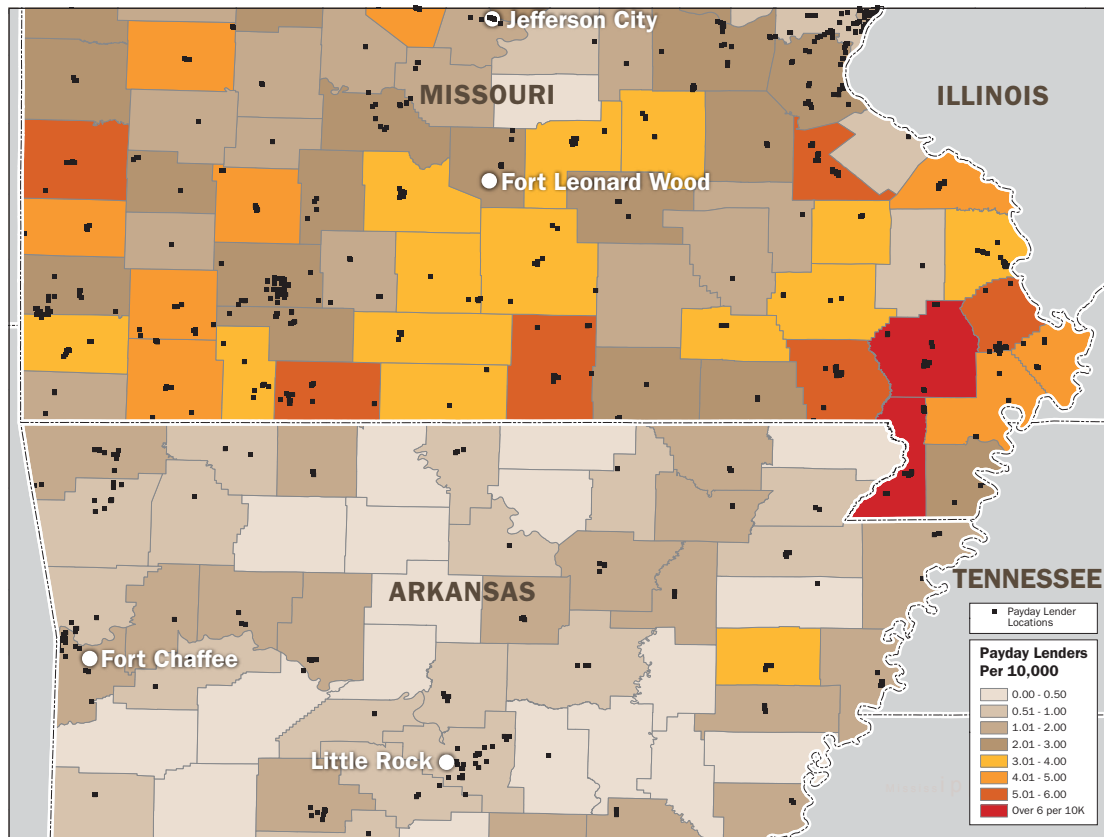 Jefferson City
MISSOURI
ILLINOIS
Fort Leonard Wood
ARKANSAS
TENNESSEE
Fort Chaffee
Little Rock
Payday Lender
Locations
Payday Lenders
Per 10,000
0.00 - 0.50
0.51 - 1.00
1.01 - 2.00
2.01 - 3.00
3.01 - 4.00
4.01 - 5.00
5.01 - 6.00
Over 6 per 10K